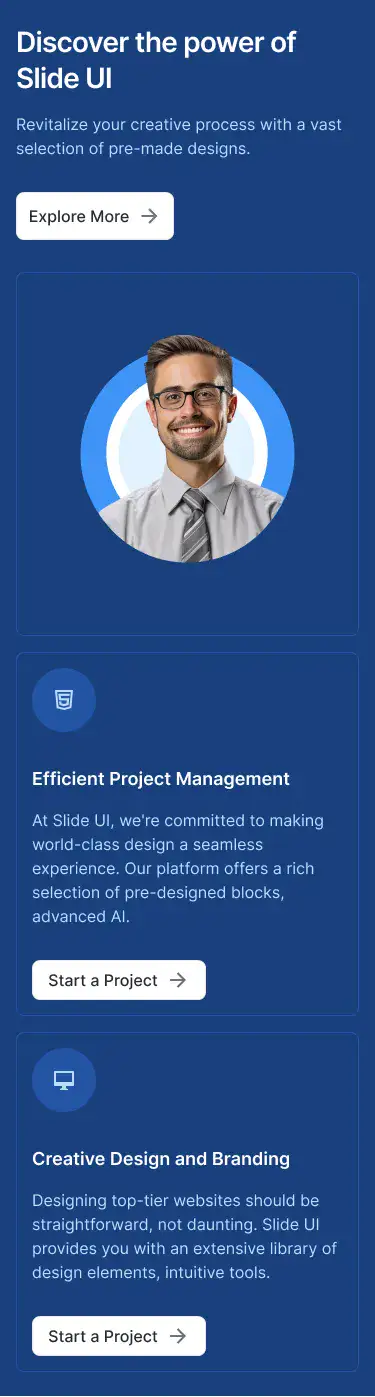 Discover the power of
Slide UI
Revitalize your creative process with a vast
selection of pre-made designs.
Explore More
Efficient Project Management
At Slide UI, we're committed to making
world-class design a seamless
experience. Our platform offers a rich
selection of pre-designed blocks,
advanced AI.
Start a Project
Creative Design and Branding
Designing top-tier websites should be
straightforward, not daunting. Slide UI
provides you with an extensive library of
design elements, intuitive tools.
Start a Project